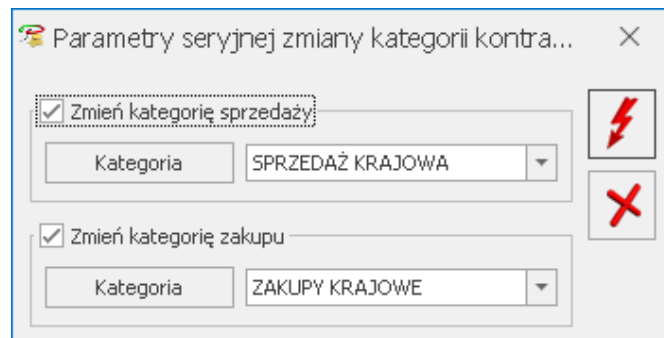 Parametry seryjnej zmiany kategorii kontra...
Zmień kategorię sprzedaży
Kategoria SPRZEDAŻ KRAJOWA
Zmień kategorię zakupu
Kategoria ZAKUPY KRAJOWE